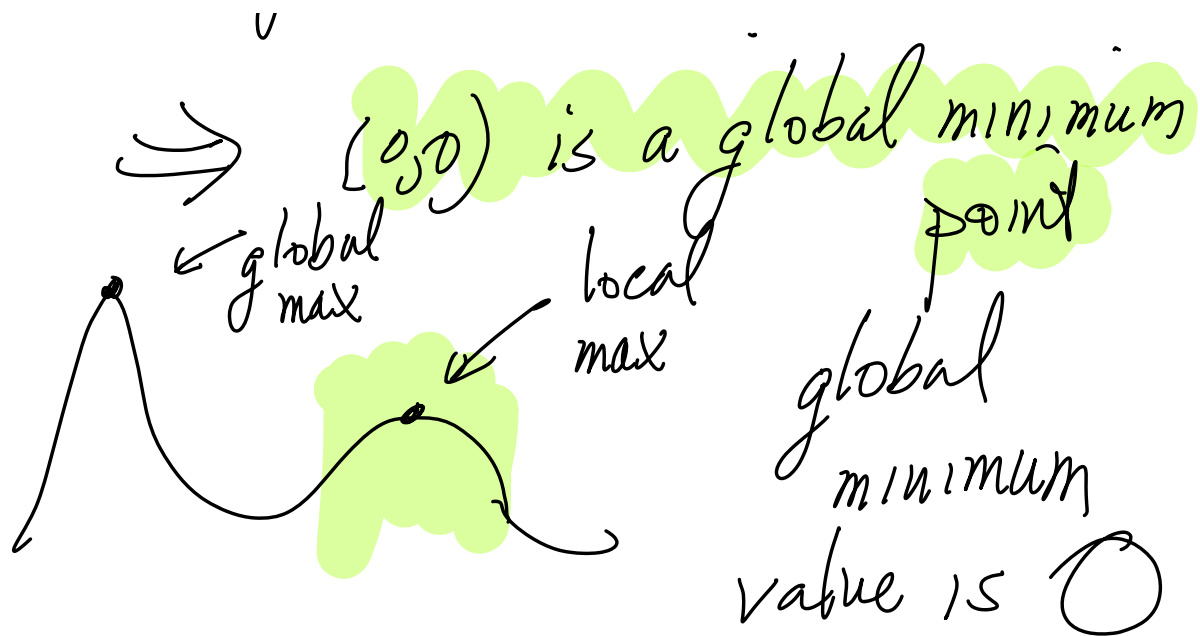 ⇒ (0,0) is a global minimum
point
global
max
local
max
global
minimum
value is 0